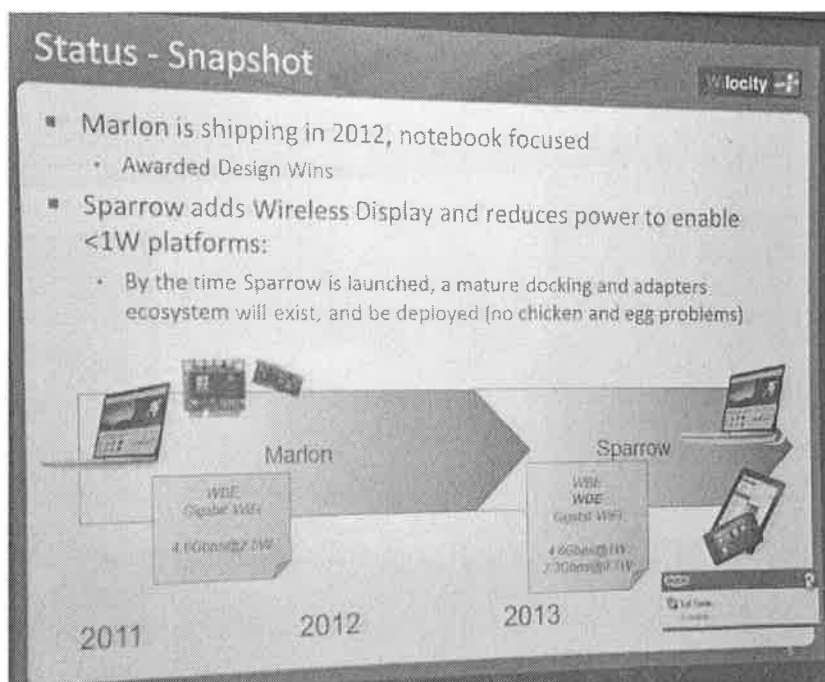 Status - Snapshot
Wilocity
Marlon is shipping in 2012, notebook focused
Awarded Design Wins
Sparrow adds Wireless Display and reduces power to enable
<1W platforms:
By the time Sparrow is launched, a mature docking and adapters
ecosystem will exist, and be deployed (no chicken and egg problems)
Marlon
Sparrow
WBE
Gigabit WiFi
WBE
WDE
Gigabit WiFi
4.6Gbps@1W
2011
2012
2013